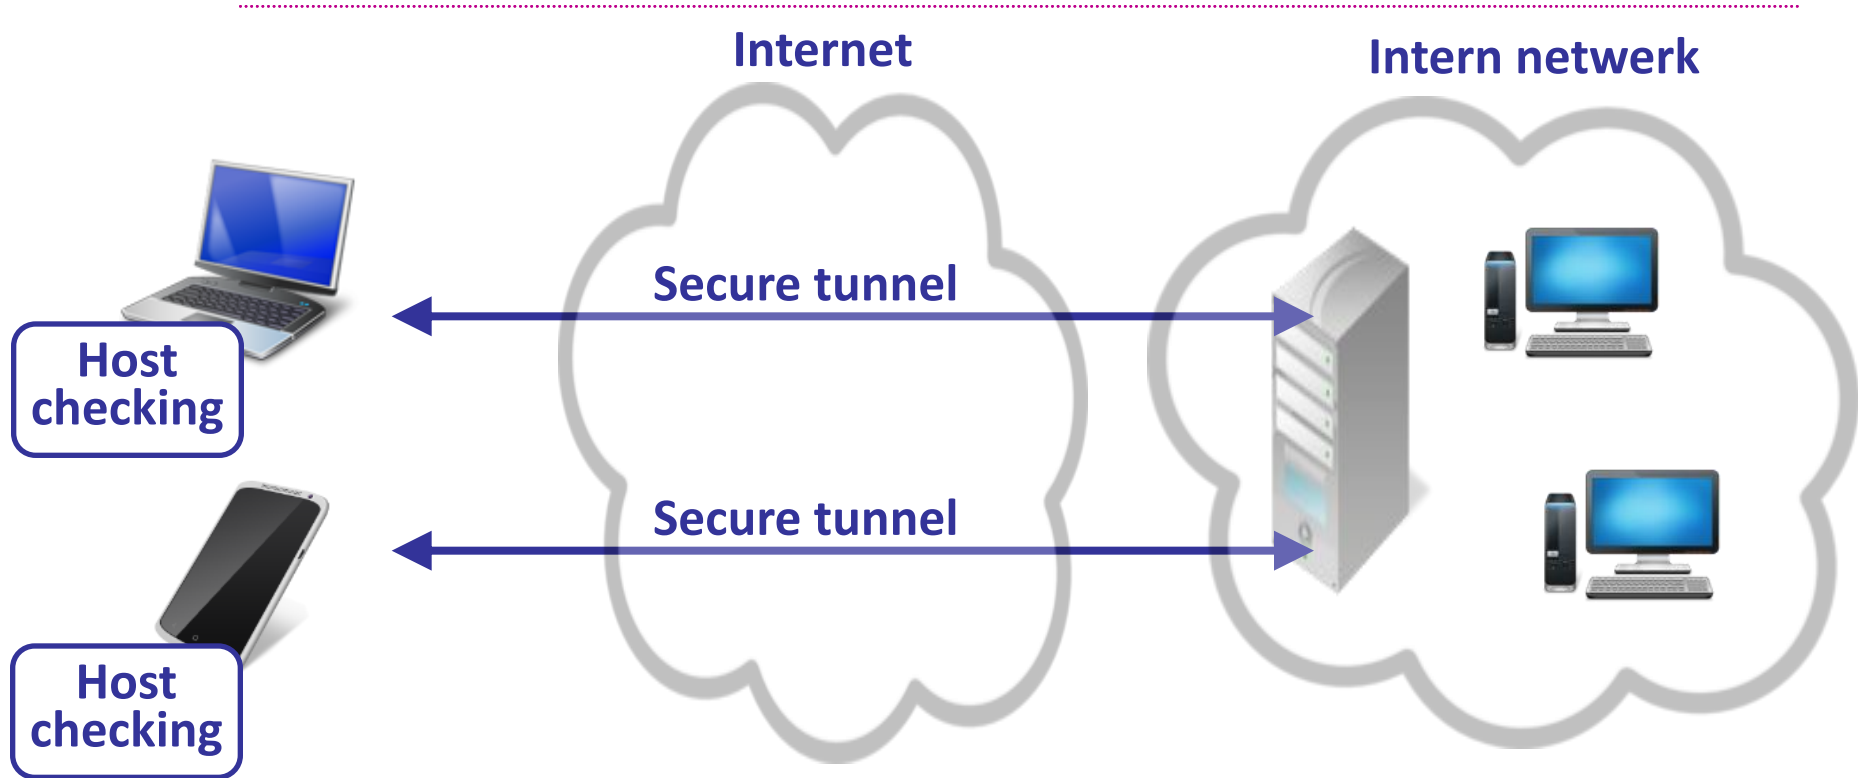 Internet
Intern netwerk
Secure tunnel
Host
checking
Secure tunnel
Host
checking